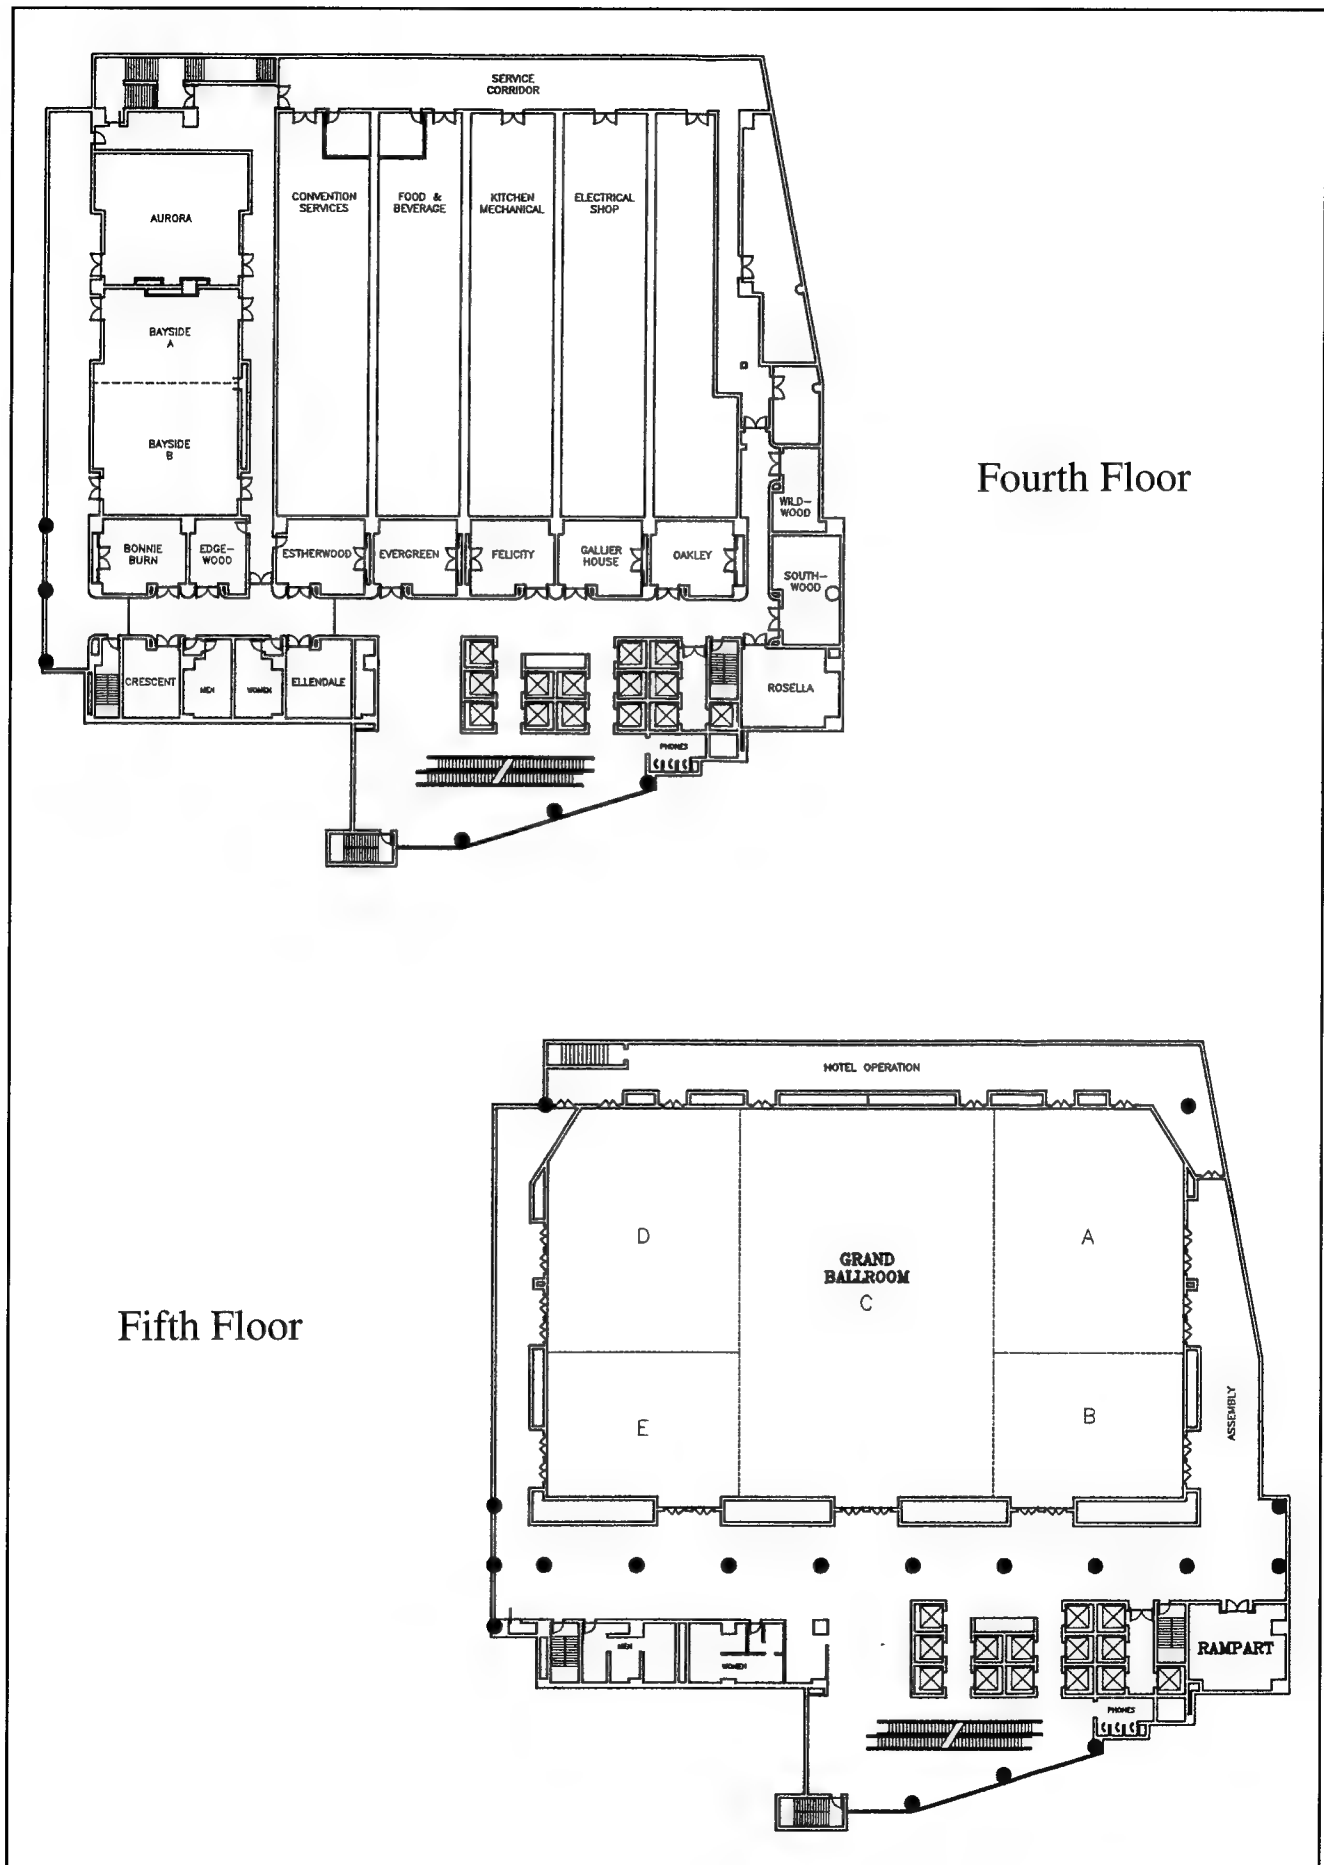 SERVICE
CORRIDOR
CONVENTION
SERVICES
FOOD &
BEVERAGE
KITCHEN
MECHANICAL
ELECTRICAL
SHOP
AURORA
BAYSIDE
A
BAYSIDE
B
Fourth Floor
WILD-
WOOD
BONNIE
BURN
EDGE-
WOOD
ESTHERWOOD
EVERGREEN
FELICITY
GALLIER
HOUSE
OAKLEY
SOUTH-
WOOD
CRESCENT
MEN
WOMEN
ELLENDALE
ROSELLA
PHONES
HOTEL OPERATION
D
GRAND
BALLROOM
C
A
Fifth Floor
E
B
ASSEMBLY
MEN
WOMEN
RAMPART
PHONES